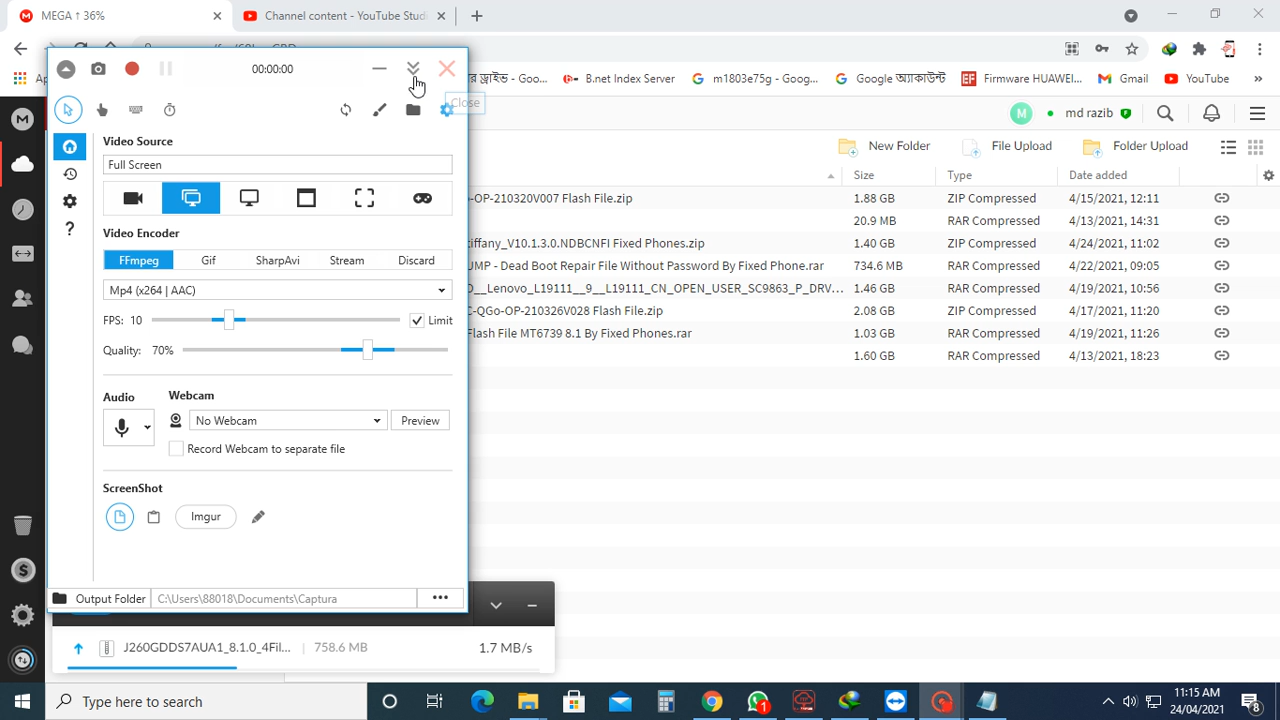 MEGA ↑ 36%
Channel content - YouTube Studi
00:00:00
Close
র ড্রাইভ - Goo...
B.net Index Server
m1803e75g - Goog...
Google অ্যাকাউন্ট
Firmware HUAWEI...
Gmail
YouTube
»
M
md razib
New Folder
File Upload
Folder Upload
Size
Type
Date added
Video Source
Full Screen
Video Encoder
FFmpeg
Gif
SharpAvi
Stream
Discard
Mp4 (x264 | AAC)
FPS: 10
Limit
Quality: 70%
Audio
Webcam
No Webcam
Preview
Record Webcam to separate file
ScreenShot
Imgur
Output Folder
C:\Users\88018\Documents\Captura
-OP-210320V007 Flash File.zip 1.88 GB ZIP Compressed 4/15/2021, 12:11
20.9 MB RAR Compressed 4/13/2021, 14:31
tiffany_V10.1.3.0.NDBCNFI Fixed Phones.zip 1.40 GB ZIP Compressed 4/24/2021, 11:02
UMP - Dead Boot Repair File Without Password By Fixed Phone.rar 734.6 MB RAR Compressed 4/22/2021, 09:05
D__Lenovo_L19111__9__L19111_CN_OPEN_USER_SC9863_P_DRV... 1.46 GB RAR Compressed 4/19/2021, 10:56
C-QGo-OP-210326V028 Flash File.zip 2.08 GB ZIP Compressed 4/17/2021, 11:20
Flash File MT6739 8.1 By Fixed Phones.rar 1.03 GB RAR Compressed 4/19/2021, 11:26
1.60 GB RAR Compressed 4/13/2021, 18:23
J260GDDS7AUA1_8.1.0_4Fil... 758.6 MB 1.7 MB/s
Type here to search
1
11:15 AM
24/04/2021
8